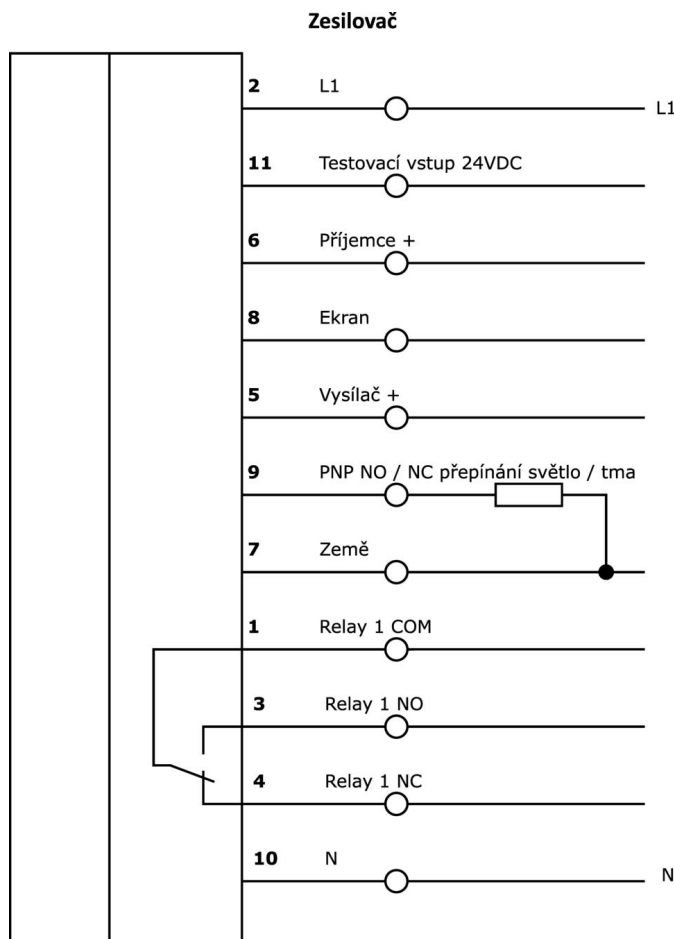 Zesilovač
2 L1
L1
11 Testovací vstup 24VDC
6 Příjemce +
8 Ekran
5 Vysílač +
9 PNP NO / NC přepínání světlo / tma
7 Země
1 Relay 1 COM
3 Relay 1 NO
4 Relay 1 NC
10 N
N